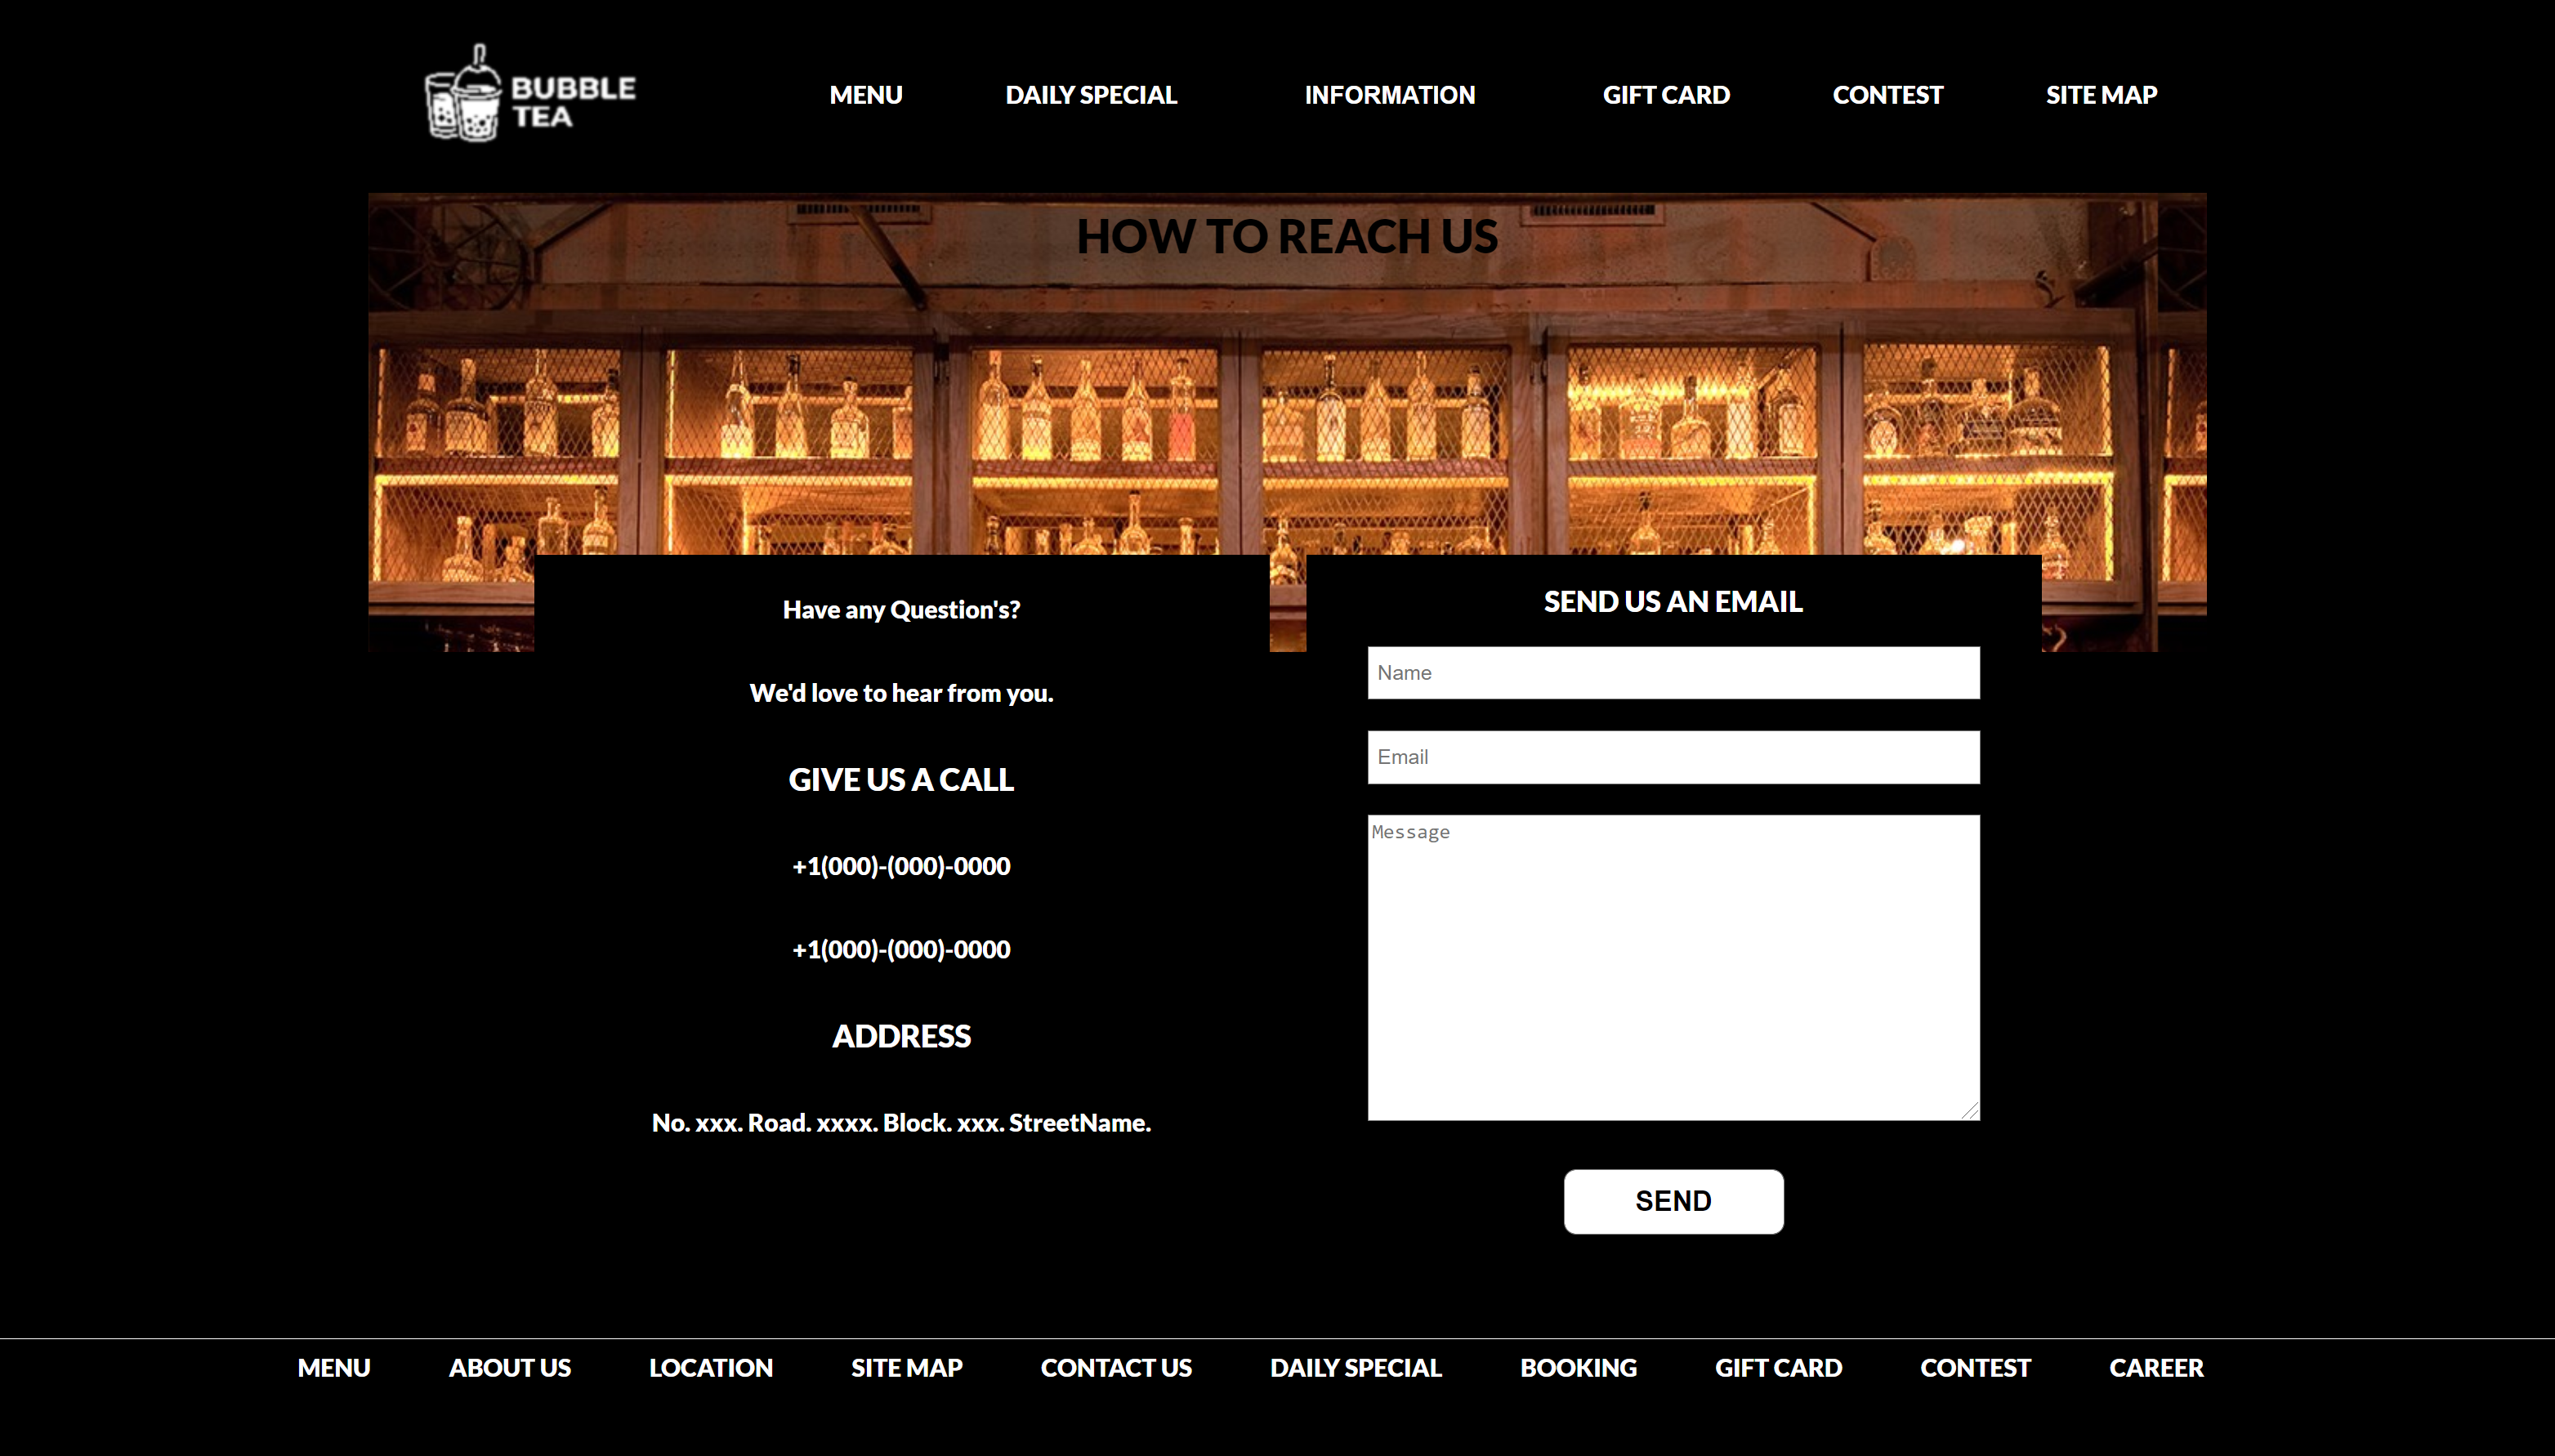 BUBBLE
TEA
MENU DAILY SPECIAL INFORMATION GIFT CARD CONTEST SITE MAP
HOW TO REACH US
Have any Question's?
We'd love to hear from you.
GIVE US A CALL
+1(000)-(000)-0000
+1(000)-(000)-0000
ADDRESS
No. xxx. Road. xxxx. Block. xxx. StreetName.
SEND US AN EMAIL
Name
Email
Message
SEND
MENU ABOUT US LOCATION SITE MAP CONTACT US DAILY SPECIAL BOOKING GIFT CARD CONTEST CAREER